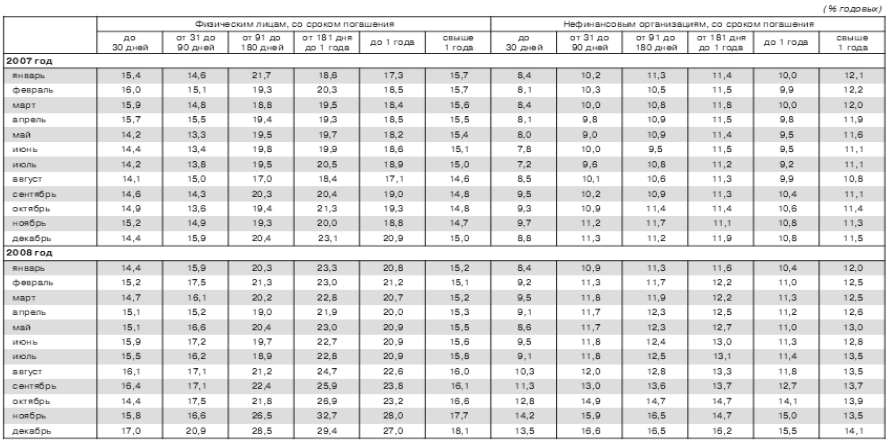 (% годовых)
Физическим лицам, со сроком погашения Нефинансовым организациям, со сроком погашения
до 30 дней от 31 до 90 дней от 91 до 180 дней от 181 дня до 1 года до 1 года свыше 1 года до 30 дней от 31 до 90 дней от 91 до 180 дней от 181 дня до 1 года до 1 года свыше 1 года
2007 год
январь 15,4 14,6 21,7 18,6 17,3 15,7 8,4 10,2 11,3 11,4 10,0 12,1
февраль 16,0 15,1 19,3 20,3 18,5 15,7 8,1 10,3 10,5 11,5 9,9 12,2
март 15,9 14,8 18,8 19,5 18,4 15,6 8,4 10,0 10,8 11,8 10,0 12,0
апрель 15,7 15,5 19,4 19,3 18,5 15,5 8,1 9,8 10,9 11,5 9,8 11,9
май 14,2 13,3 19,5 19,7 18,2 15,4 8,0 9,0 10,9 11,4 9,5 11,6
июнь 14,4 13,4 19,8 19,9 18,6 15,1 7,8 10,0 9,5 11,5 9,5 11,1
июль 14,2 13,8 19,5 20,5 18,9 15,0 7,2 9,6 10,8 11,2 9,2 11,1
август 14,1 15,0 17,0 18,4 17,1 14,6 8,5 10,1 10,6 11,3 9,9 10,8
сентябрь 14,6 14,3 20,3 20,4 19,0 14,8 9,5 10,2 10,9 11,3 10,4 11,1
октябрь 14,9 13,6 19,4 21,3 19,3 14,8 9,3 10,9 11,4 11,4 10,6 11,4
ноябрь 15,2 14,9 19,3 20,0 18,8 14,7 9,7 11,2 11,7 11,1 10,8 11,3
декабрь 14,4 15,9 20,4 23,1 20,9 15,0 8,8 11,3 11,2 11,9 10,8 11,5
2008 год
январь 14,4 15,9 20,3 23,3 20,8 15,2 8,4 10,9 11,3 11,6 10,4 12,0
февраль 15,2 17,5 21,3 23,0 21,2 15,1 9,2 11,3 11,7 12,2 11,0 12,5
март 14,7 16,1 20,2 22,8 20,7 15,2 9,5 11,8 11,9 12,2 11,3 12,5
апрель 15,1 15,2 19,0 21,9 20,0 15,3 9,1 11,7 12,3 12,5 11,2 12,6
май 15,1 16,6 20,4 23,0 20,9 15,5 8,6 11,7 12,3 12,7 11,0 13,0
июнь 15,9 17,2 19,7 22,7 20,9 15,6 9,5 11,8 12,4 13,0 11,3 12,8
июль 15,5 16,2 18,9 22,8 20,9 15,8 9,1 11,8 12,5 13,1 11,4 13,5
август 16,1 17,1 21,2 24,7 22,6 16,0 10,3 12,0 12,8 13,3 11,8 13,5
сентябрь 16,4 17,1 22,4 25,9 23,8 16,1 11,3 13,0 13,6 13,7 12,7 13,7
октябрь 14,4 17,5 21,8 26,9 23,2 16,6 12,8 14,9 14,7 14,7 14,1 13,9
ноябрь 15,8 16,6 26,5 32,7 28,0 17,7 14,2 15,9 16,5 14,7 15,0 13,5
декабрь 17,0 20,9 28,5 29,4 27,0 18,1 13,5 16,6 16,5 16,2 15,5 14,1